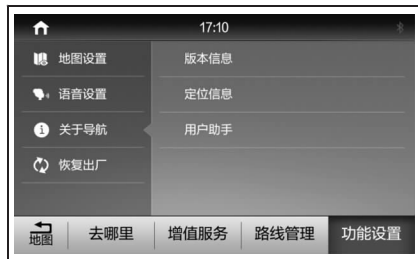 17:10
地图设置
版本信息
语音设置
定位信息
关于导航
用户助手
恢复出厂
地图
去哪里
增值服务
路线管理
功能设置